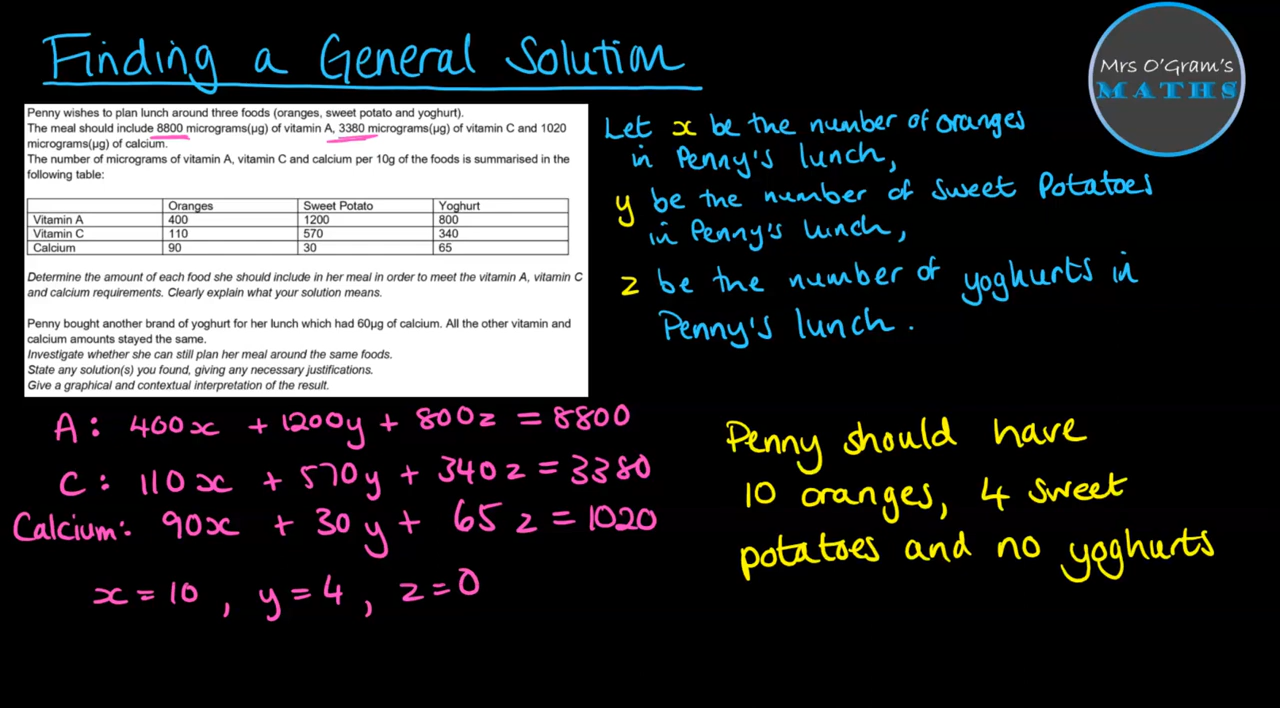 Finding a General Solution
Mrs O'Gram's
MATHS
Penny wishes to plan lunch around three foods (oranges, sweet potato and yoghurt).
The meal should include 8800 micrograms(µg) of vitamin A, 3380 micrograms(µg) of vitamin C and 1020
micrograms(µg) of calcium.
The number of micrograms of vitamin A, vitamin C and calcium per 10g of the foods is summarised in the
following table:
Oranges Sweet Potato Yoghurt
Vitamin A 400 1200 800
Vitamin C 110 570 340
Calcium 90 30 65
Determine the amount of each food she should include in her meal in order to meet the vitamin A, vitamin C
and calcium requirements. Clearly explain what your solution means.
Penny bought another brand of yoghurt for her lunch which had 60µg of calcium. All the other vitamin and
calcium amounts stayed the same.
Investigate whether she can still plan her meal around the same foods.
State any solution(s) you found, giving any necessary justifications.
Give a graphical and contextual interpretation of the result.
Let x be the number of oranges
in Penny's lunch,
y be the number of sweet Potatoes
in Penny's lunch,
z be the number of yoghurts in
Penny's lunch.
A: 400x + 1200y + 800z = 8800
C: 110x + 570y + 340z = 3380
Calcium: 90x + 30y + 65z = 1020
x = 10, y = 4, z = 0
Penny should have
10 oranges, 4 sweet
potatoes and no yoghurts